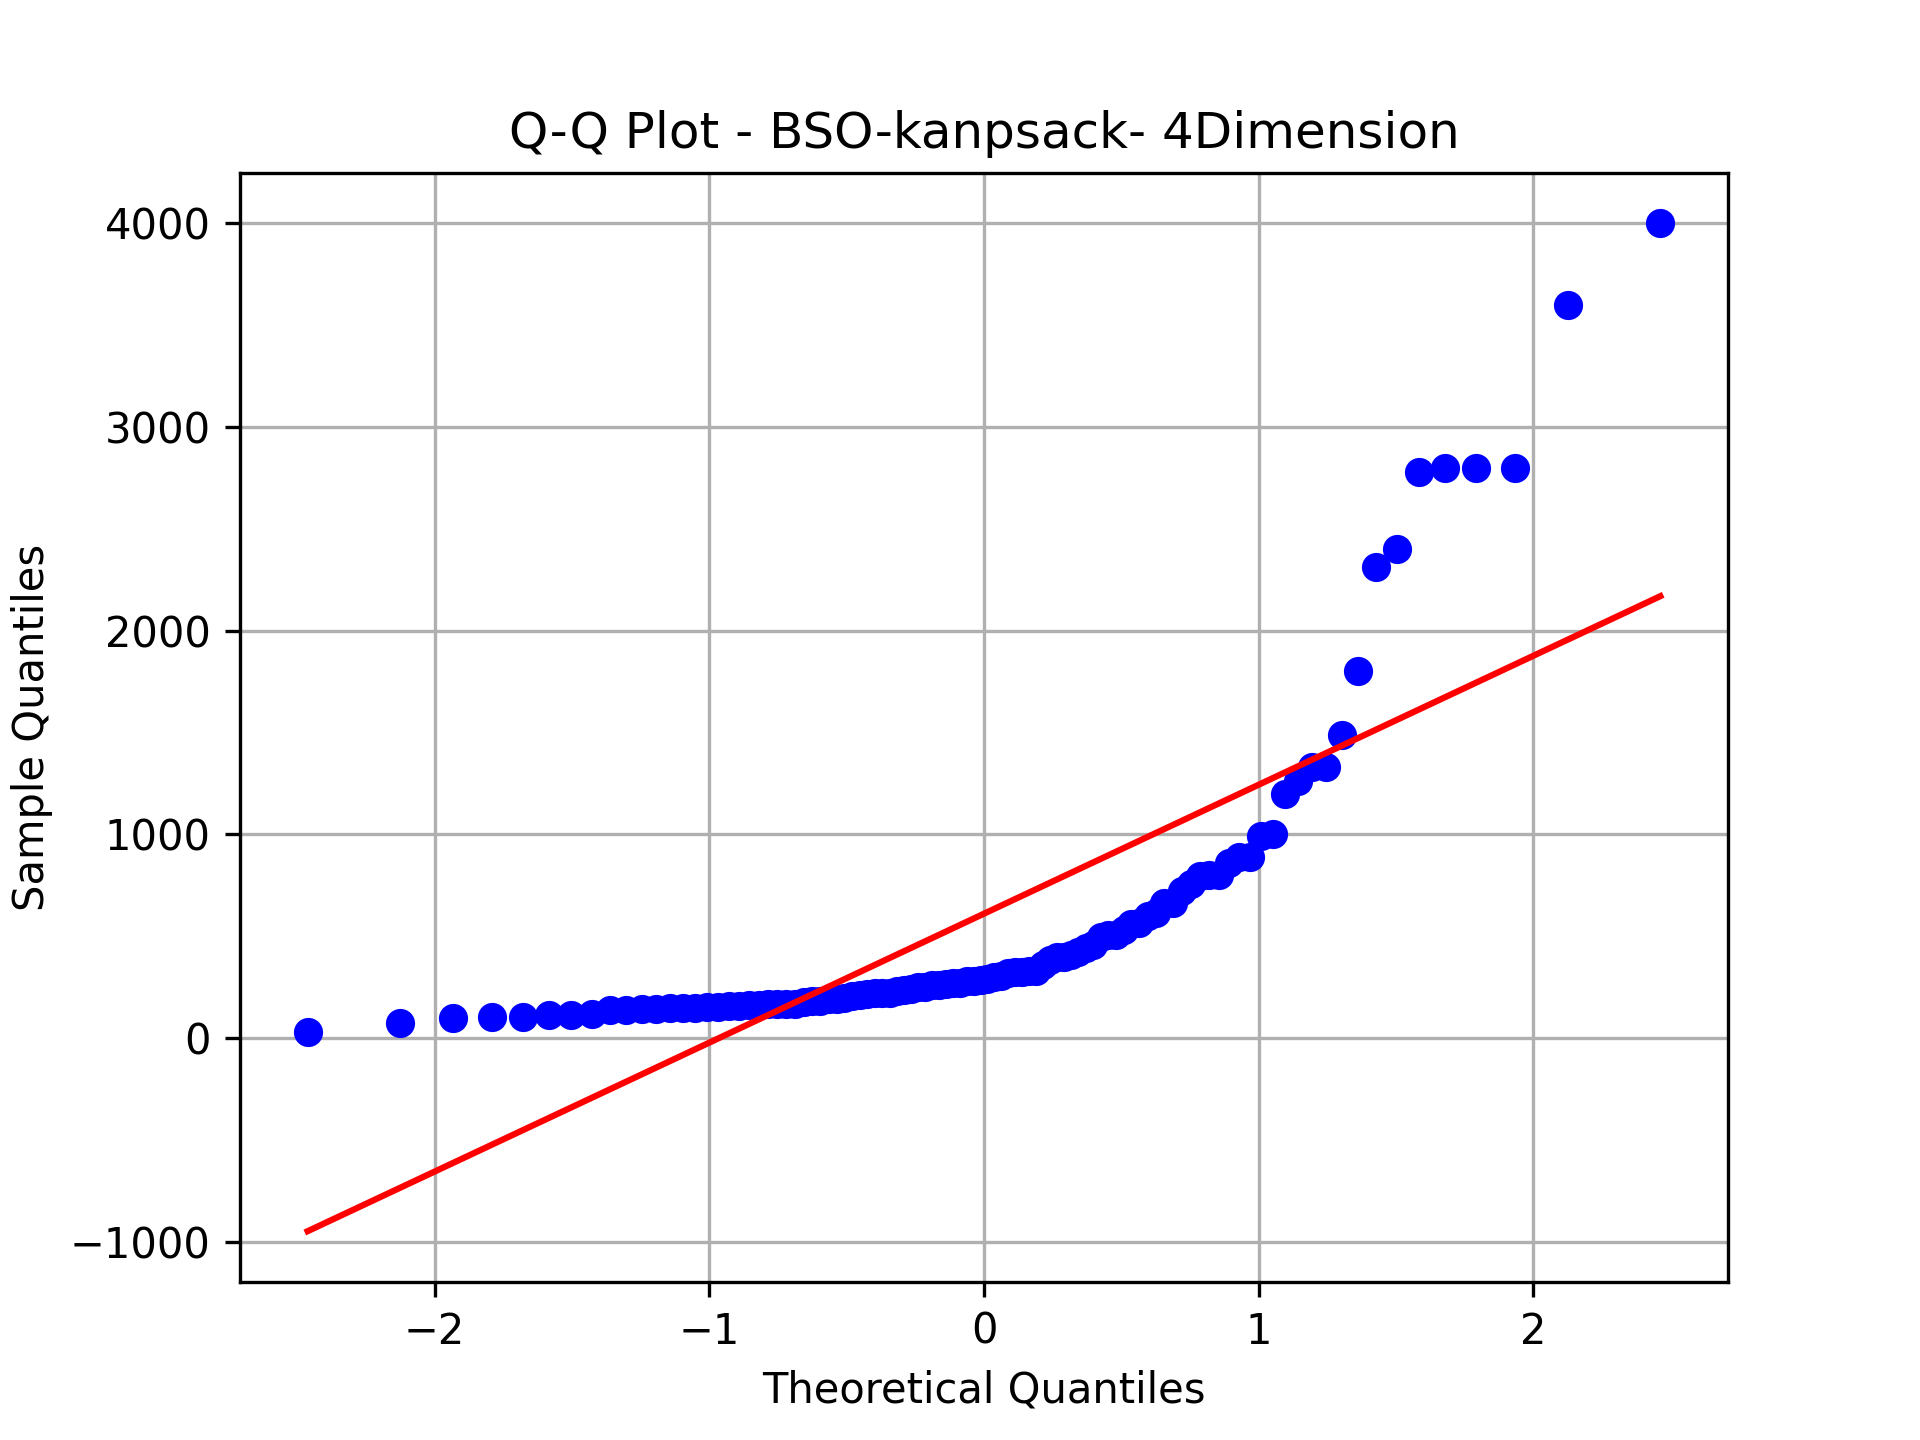 Q-Q Plot - BSO-kanpsack- 4Dimension
4000
3000
2000
1000
0
−1000
Sample Quantiles
−2 −1 0 1 2
Theoretical Quantiles